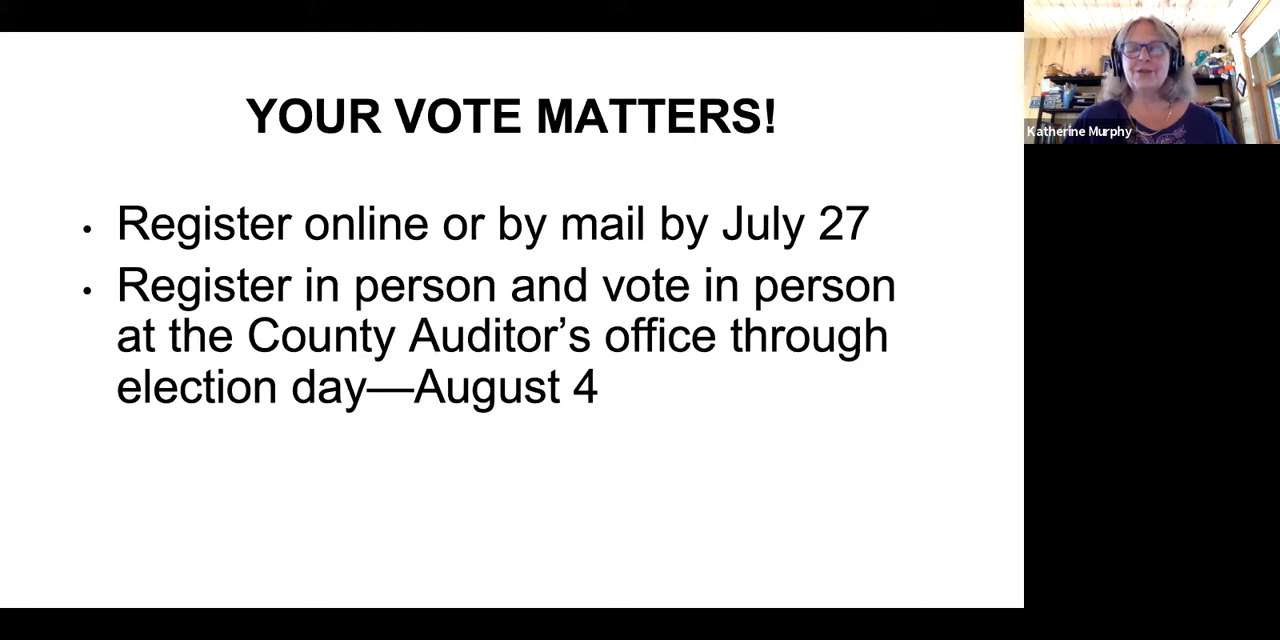 YOUR VOTE MATTERS!
• Register online or by mail by July 27
• Register in person and vote in person
at the County Auditor’s office through
election day—August 4
Katherine Murphy